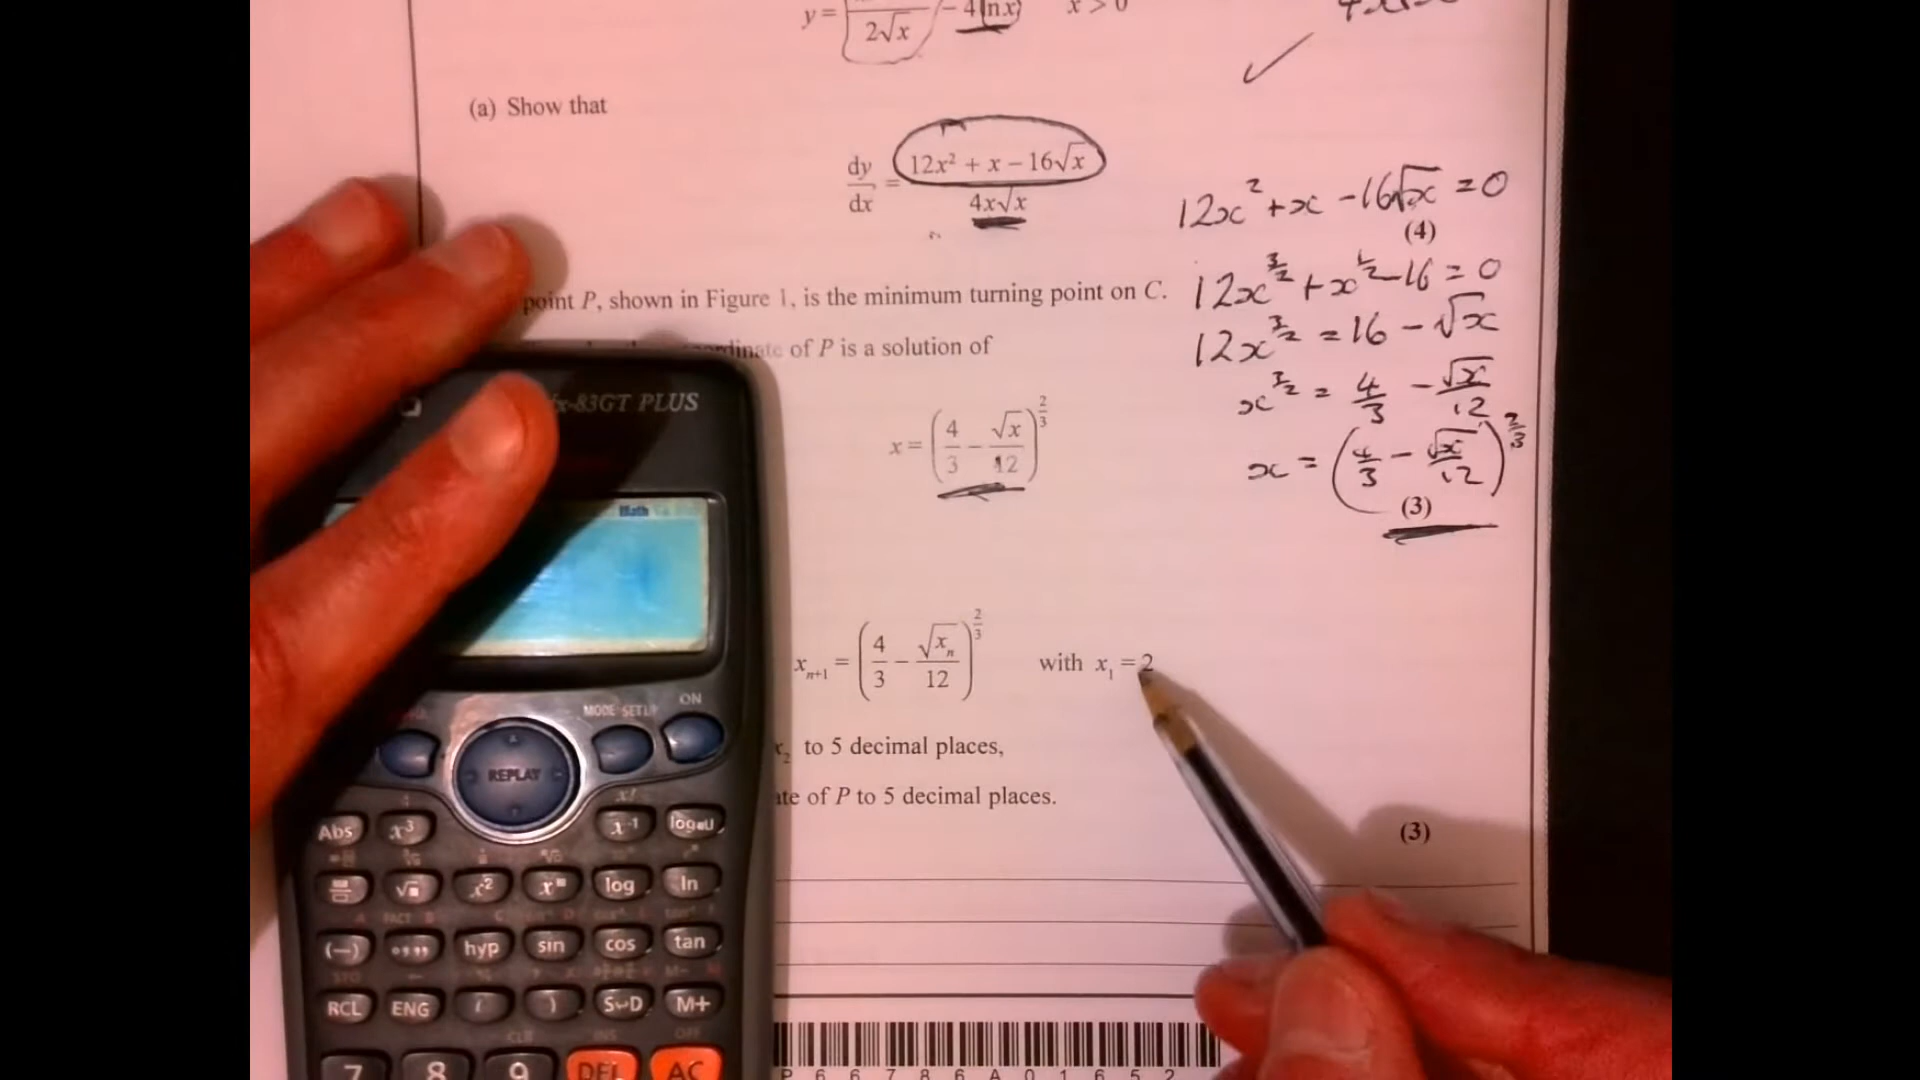 y = 2√x − 4 ln x x > 0
(a) Show that
dy/dx = (12x² + x − 16√x)/(4x√x)
(4)
point P, shown in Figure 1, is the minimum turning point on C.
of P is a solution of
x = (4/3 − √x/12)^(2/3)
(3)
x_{n+1} = (4/3 − √x_n/12)^(2/3) with x₁ = 2
x₂ to 5 decimal places,
of P to 5 decimal places.
(3)
12x² + x − 16√x = 0
12x^(3/2) + x^(1/2) − 16 = 0
12x^(3/2) = 16 − √x
x^(3/2) = 4/3 − √x/12
x = (4/3 − √x/12)^(2/3)
fx-83GT PLUS
Math
MODE SETUP ON
REPLAY
Abs x³ x⁻¹ log
√ x² log ln
(−) hyp sin cos tan
RCL ENG ( ) S⇔D M+
7 8 9 DEL AC
P 6 6 7 8 6 A 0 1 6 5 2